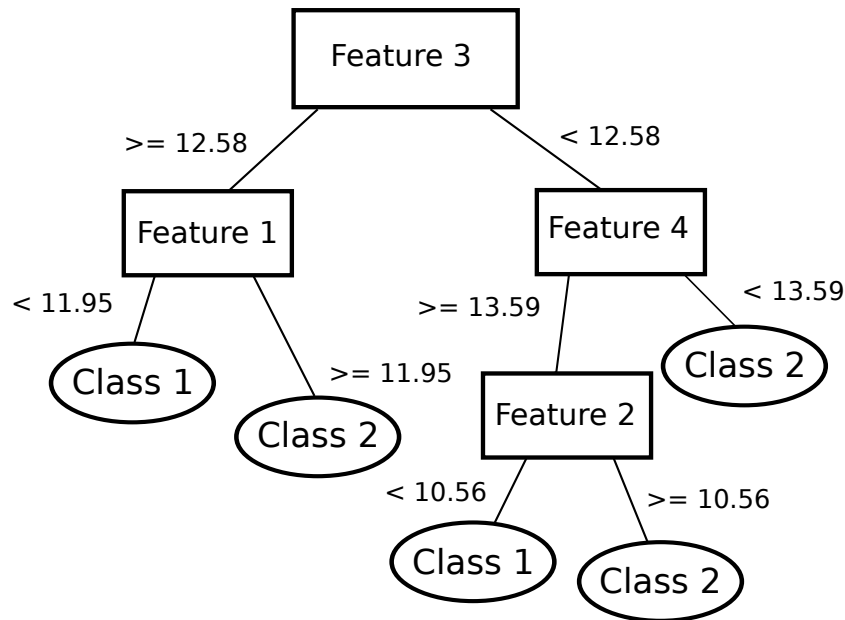 Feature 3
>= 12.58
< 12.58
Feature 1
Feature 4
< 11.95
>= 11.95
>= 13.59
< 13.59
Class 1
Class 2
Feature 2
Class 2
< 10.56
>= 10.56
Class 1
Class 2